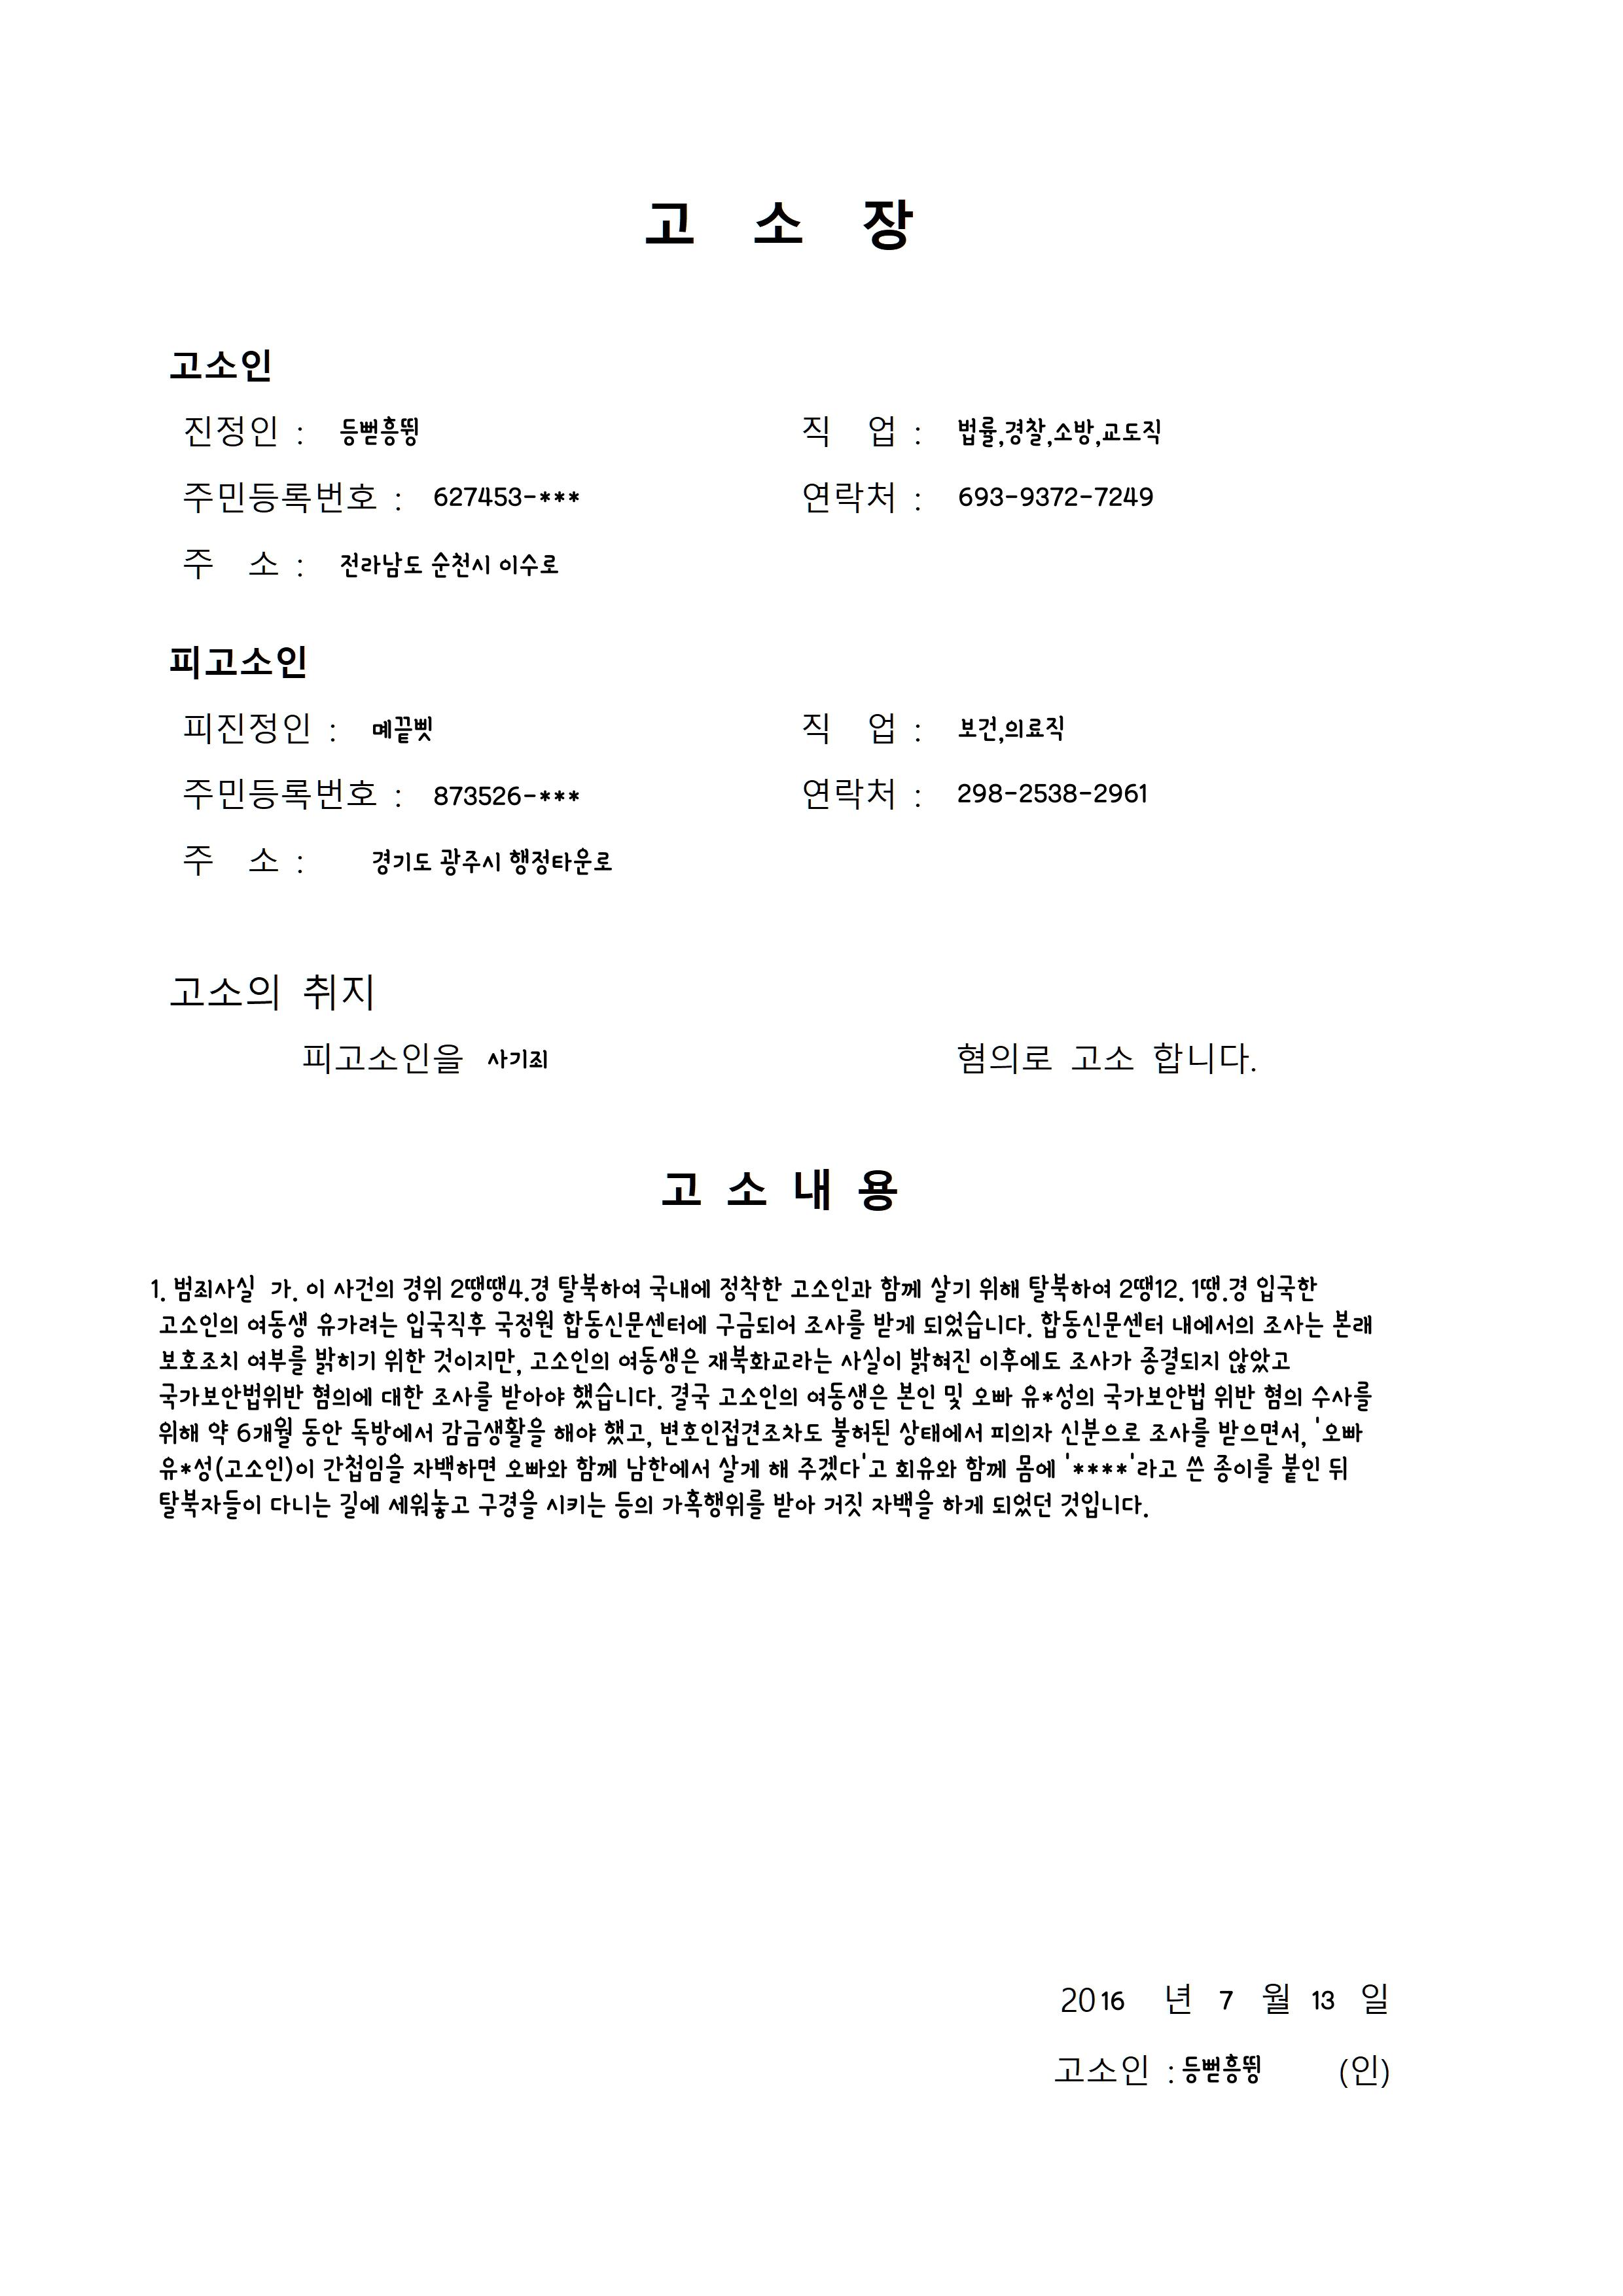 고 소 장
고소인
진정인 : 등뻗흥뛍 직 업 : 법률,경찰,소방,교도직
주민등록번호 : 627453-*** 연락처 : 693-9372-7249
주 소 : 전라남도 순천시 이수로
피고소인
피진정인 : 몌끝삣 직 업 : 보건,의료직
주민등록번호 : 873526-*** 연락처 : 298-2538-2961
주 소 : 경기도 광주시 행정타운로
고소의 취지
피고소인을 사기죄 혐의로 고소 합니다.
고 소 내 용
1. 범죄사실 가. 이 사건의 경위 2땡땡4.경 탈북하여 국내에 정착한 고소인과 함께 살기 위해 탈북하여 2땡12. 1땡.경 입국한
고소인의 여동생 유가려는 입국직후 국정원 합동신문센터에 구금되어 조사를 받게 되었습니다. 합동신문센터 내에서의 조사는 본래
보호조치 여부를 밝히기 위한 것이지만, 고소인의 여동생은 재북화교라는 사실이 밝혀진 이후에도 조사가 종결되지 않았고
국가보안법위반 혐의에 대한 조사를 받아야 했습니다. 결국 고소인의 여동생은 본인 및 오빠 유*성의 국가보안법 위반 혐의 수사를
위해 약 6개월 동안 독방에서 감금생활을 해야 했고, 변호인접견조차도 불허된 상태에서 피의자 신분으로 조사를 받으면서, '오빠
유*성(고소인)이 간첩임을 자백하면 오빠와 함께 남한에서 살게 해 주겠다'고 회유와 함께 몸에 '****'라고 쓴 종이를 붙인 뒤
탈북자들이 다니는 길에 세워놓고 구경을 시키는 등의 가혹행위를 받아 거짓 자백을 하게 되었던 것입니다.
2016 년 7 월 13 일
고소인 : 등뻗흥뛍 (인)